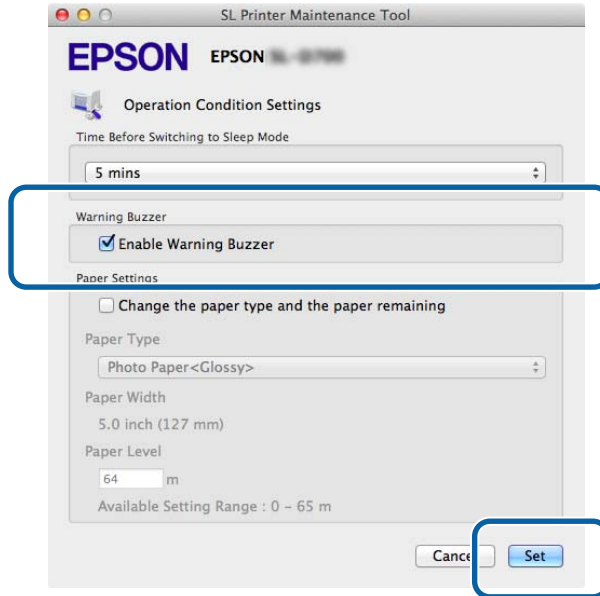 SL Printer Maintenance Tool
EPSON EPSON
Operation Condition Settings
Time Before Switching to Sleep Mode
5 mins
Warning Buzzer
Enable Warning Buzzer
Paper Settings
Change the paper type and the paper remaining
Paper Type
Photo Paper<Glossy>
Paper Width
5.0 inch (127 mm)
Paper Level
64 m
Available Setting Range : 0 – 65 m
Cancel Set